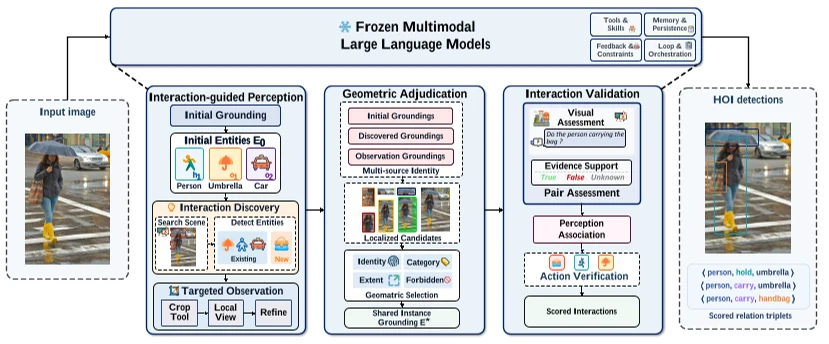 Frozen Multimodal
Large Language Models
Tools &
Skills
Memory &
Persistence
Feedback &
Constraints
Loop &
Orchestration
Input image
Interaction-guided Perception
Initial Grounding
Initial Entities E0
h1
o1
o2
Person
Umbrella
Car
Interaction Discovery
Search Scene
Detect Entities
Existing
New
Targeted Observation
Crop
Tool
Local
View
Refine
Geometric Adjudication
Initial Groundings
Discovered Groundings
Observation Groundings
Multi-source Identity
Localized Candidates
Identity
Category
Extent
Forbidden
Geomatric Selection
Shared Instance
Grounding E*
Interaction Validation
Visual
Assessment
Do the person carrying the
bag ?
Evidence Support
True
False
Unknown
Pair Assessment
Perception
Association
Action Verification
Scored Interactions
HOI detections
⟨ person, hold, umbrella ⟩
⟨ person, carry, umbrella ⟩
⟨ person, carry, handbag ⟩
Scored relation triplets